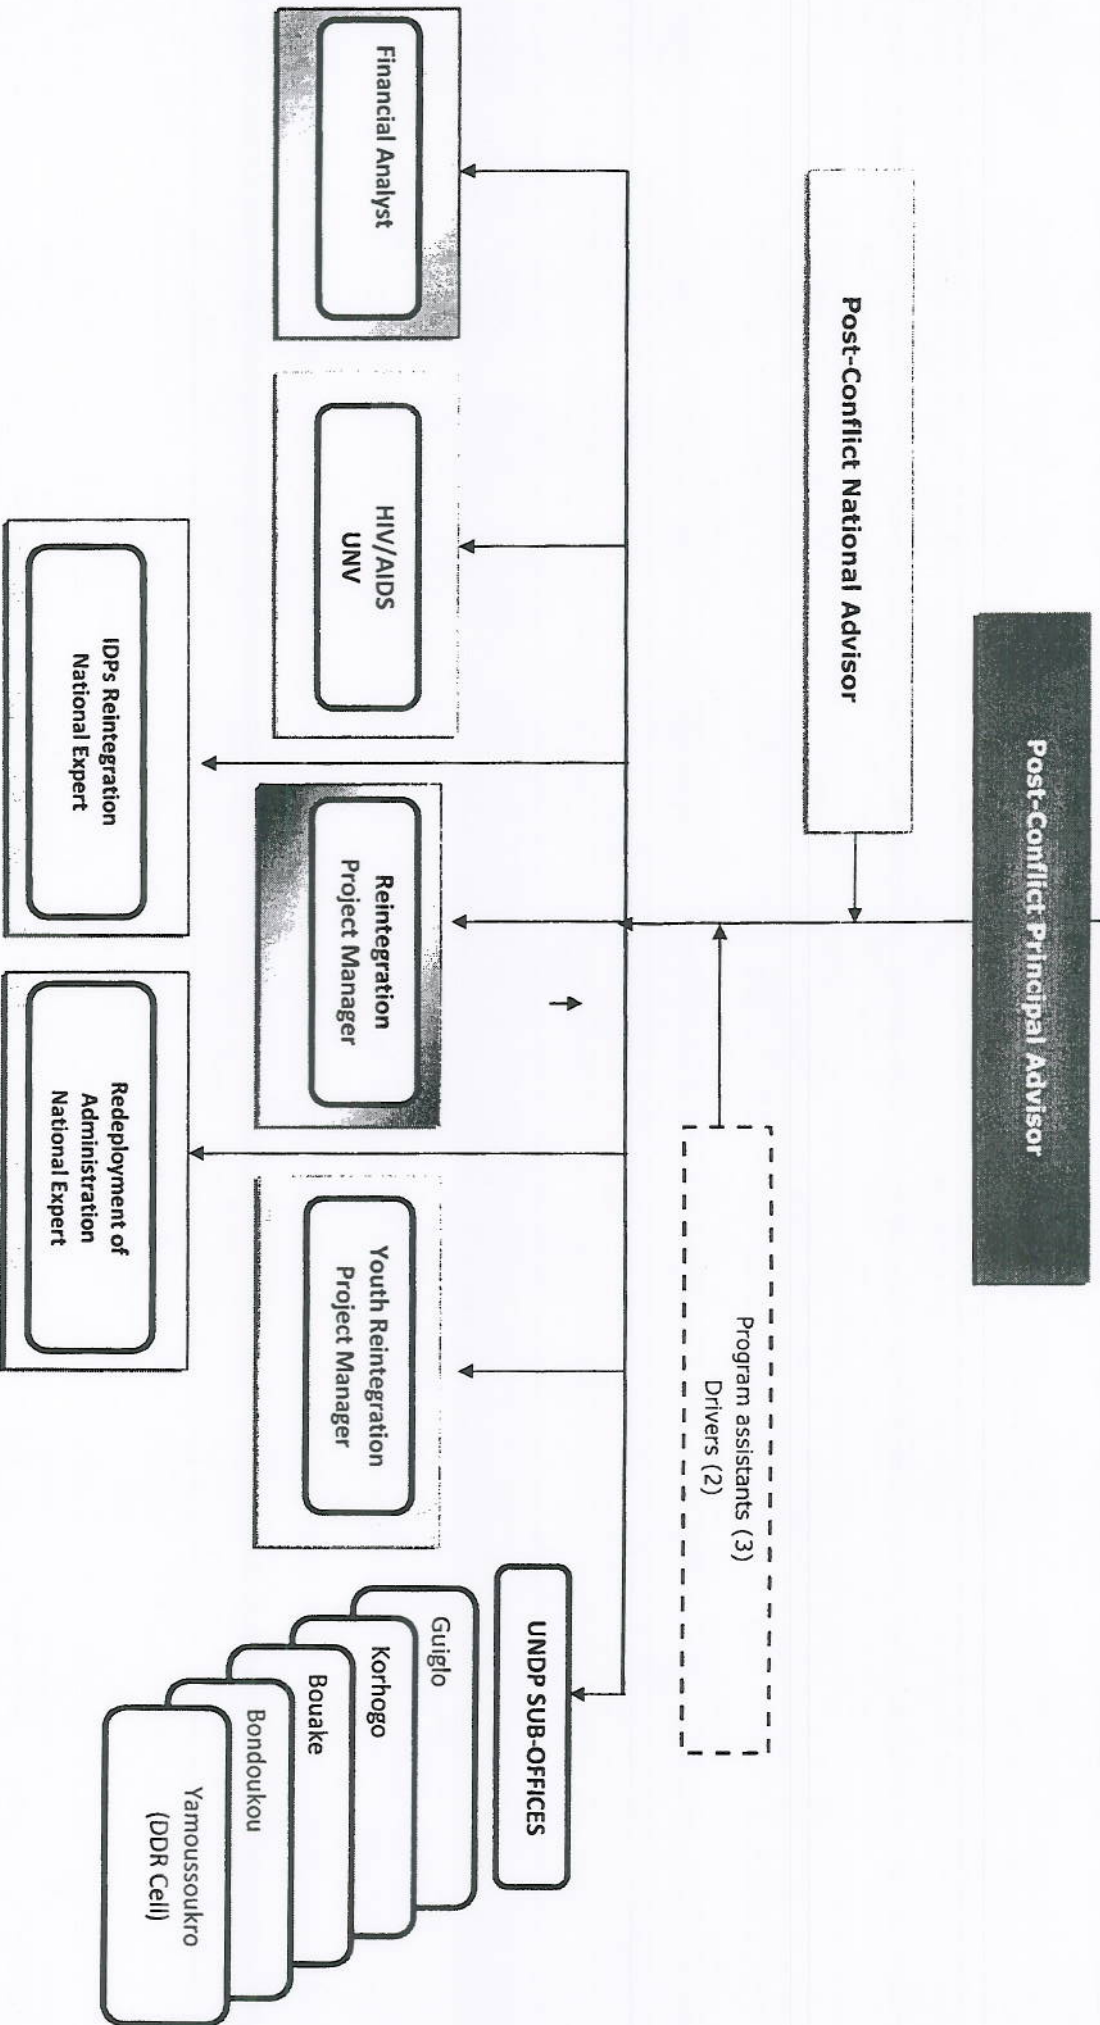 Post-Conflict Principal Advisor
Post-Conflict National Advisor
Program assistants (3)
Drivers (2)
Financial Analyst
HIV/AIDS
UNV
Reintegration
Project Manager
Youth Reintegration
Project Manager
UNDP SUB-OFFICES
Guiglo
Korhogo
Bouake
Bondoukou
Yamoussoukro
(DDR Cell)
IDPs Reintegration
National Expert
Redeployment of
Administration
National Expert